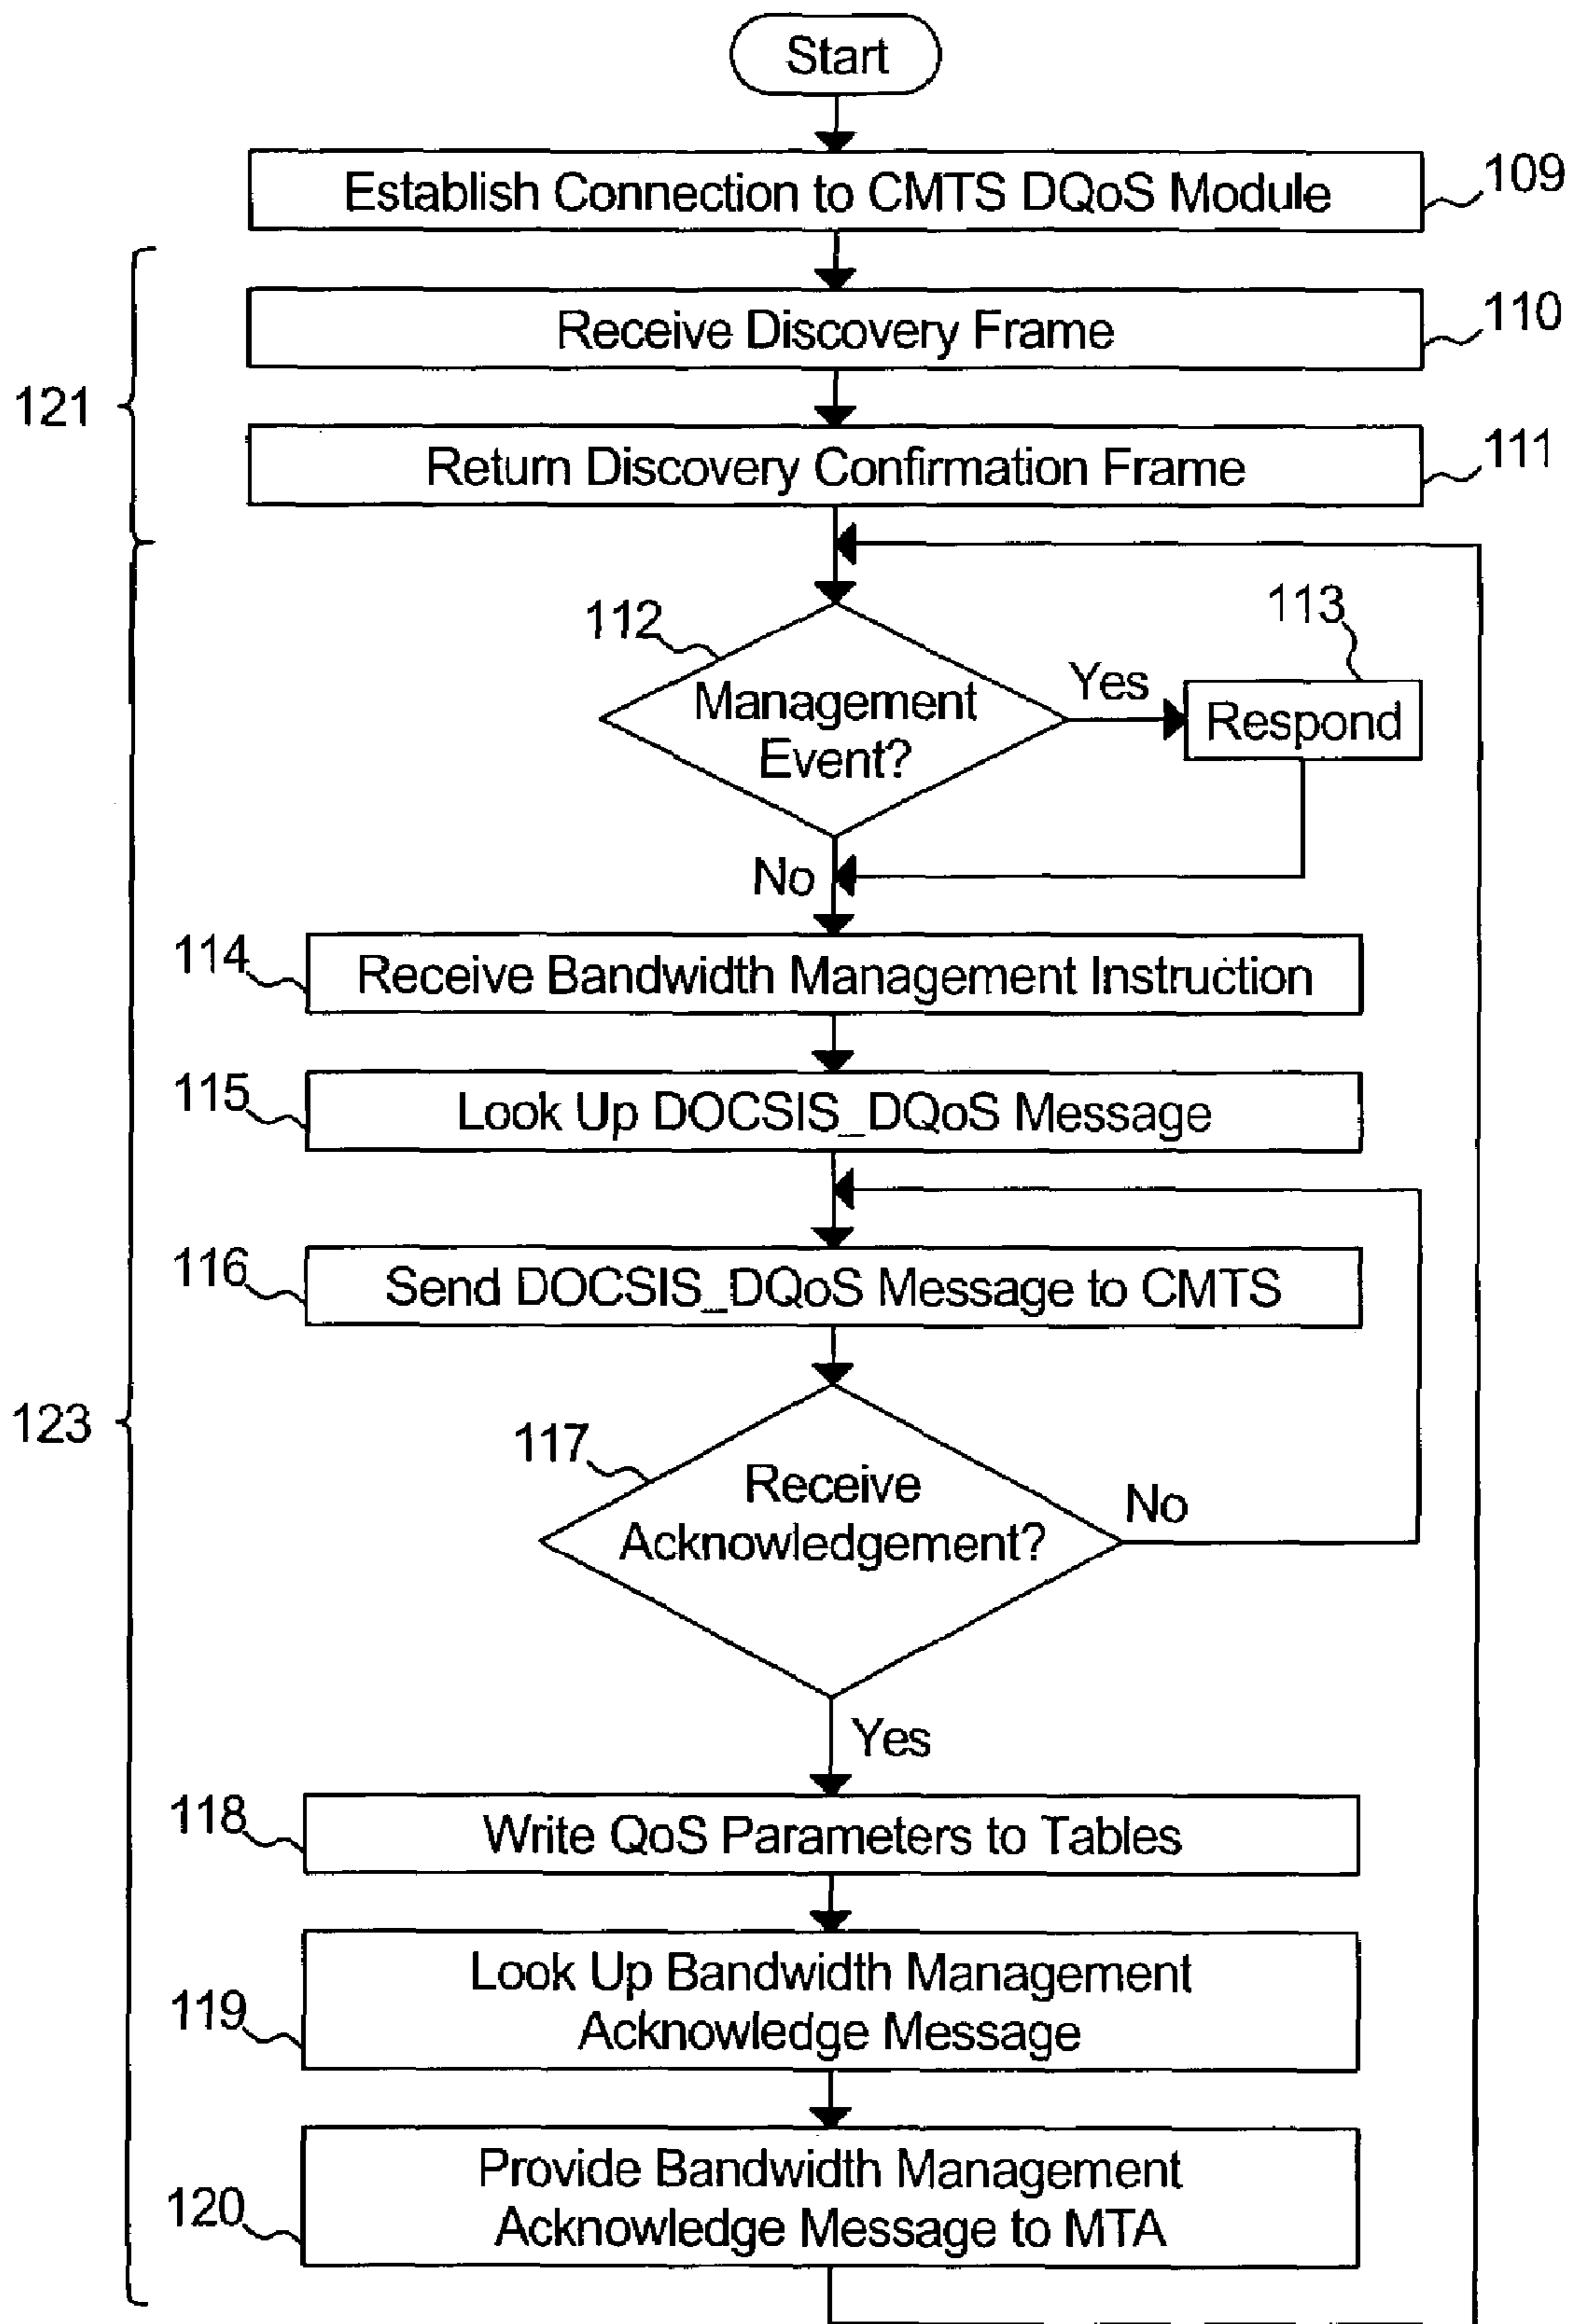 Start
Establish Connection to CMTS DQoS Module
109
Receive Discovery Frame
110
121
Return Discovery Confirmation Frame
111
112
113
Management
Event?
Yes
Respond
No
114
Receive Bandwidth Management Instruction
115
Look Up DOCSIS_DQoS Message
116
Send DOCSIS_DQoS Message to CMTS
123
117
Receive
Acknowledgement?
No
Yes
118
Write QoS Parameters to Tables
119
Look Up Bandwidth Management
Acknowledge Message
120
Provide Bandwidth Management
Acknowledge Message to MTA